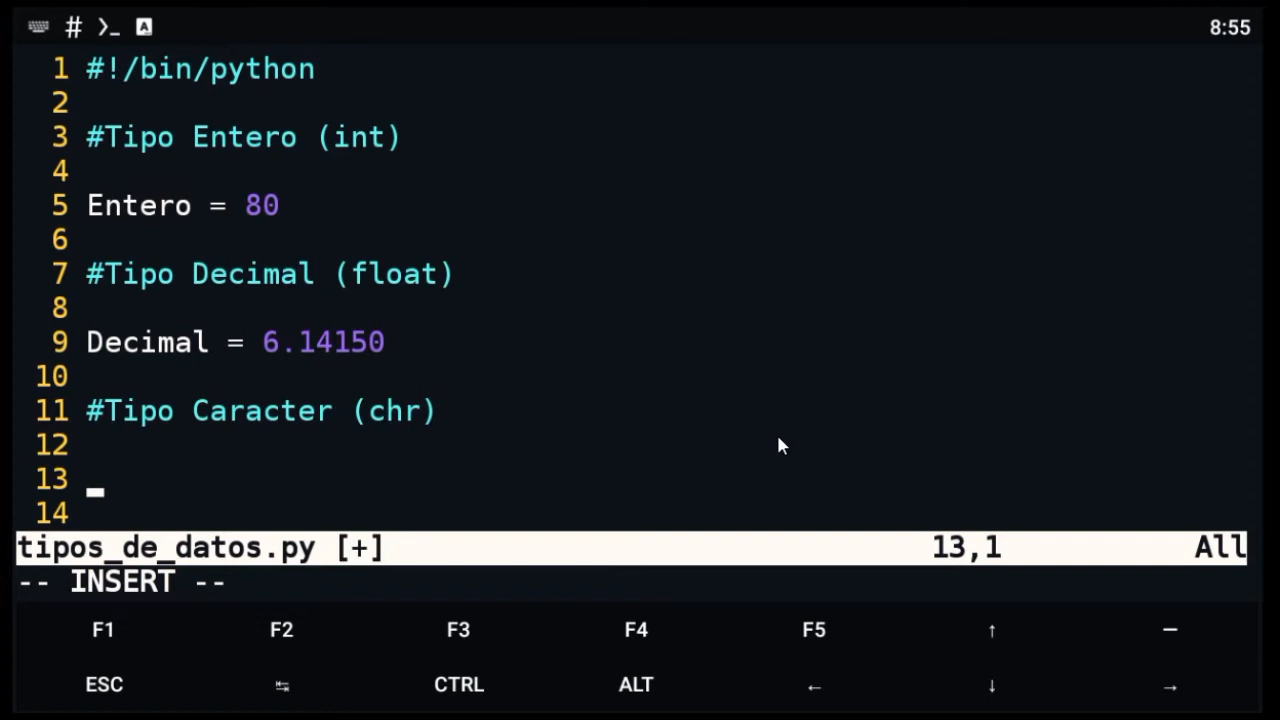 # >_ A 8:55
1 #!/bin/python
2
3 #Tipo Entero (int)
4
5 Entero = 80
6
7 #Tipo Decimal (float)
8
9 Decimal = 6.14150
10
11 #Tipo Caracter (chr)
12
13
14
tipos_de_datos.py [+] 13,1 All
-- INSERT --
F1 F2 F3 F4 F5 ↑ —
ESC ↹ CTRL ALT ← ↓ →